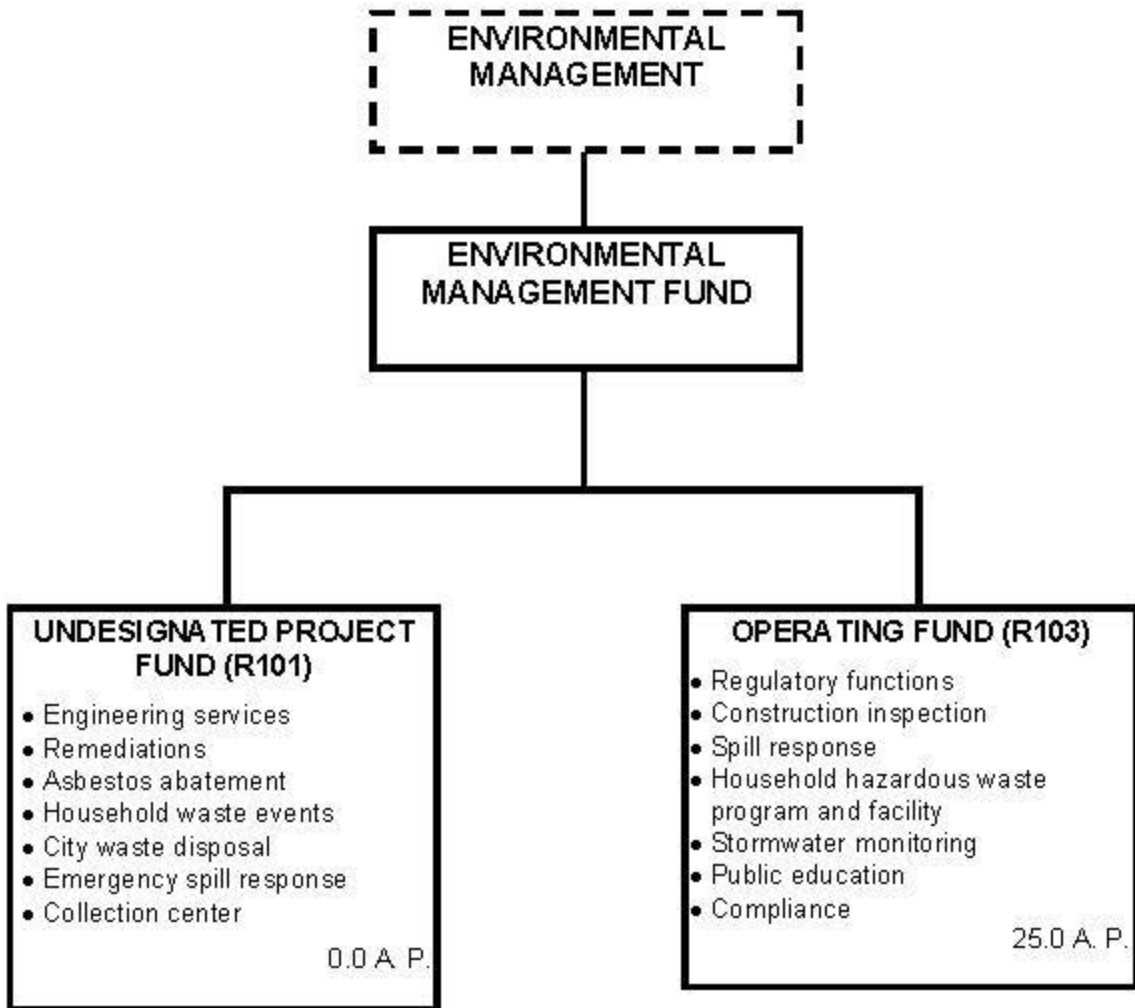 ENVIRONMENTAL
MANAGEMENT
ENVIRONMENTAL
MANAGEMENT FUND
UNDESIGNATED PROJECT
FUND (R101)
• Engineering services
• Remediations
• Asbestos abatement
• Household waste events
• City waste disposal
• Emergency spill response
• Collection center
0.0 A. P.
OPERATING FUND (R103)
• Regulatory functions
• Construction inspection
• Spill response
• Household hazardous waste
program and facility
• Stormwater monitoring
• Public education
• Compliance
25.0 A. P.